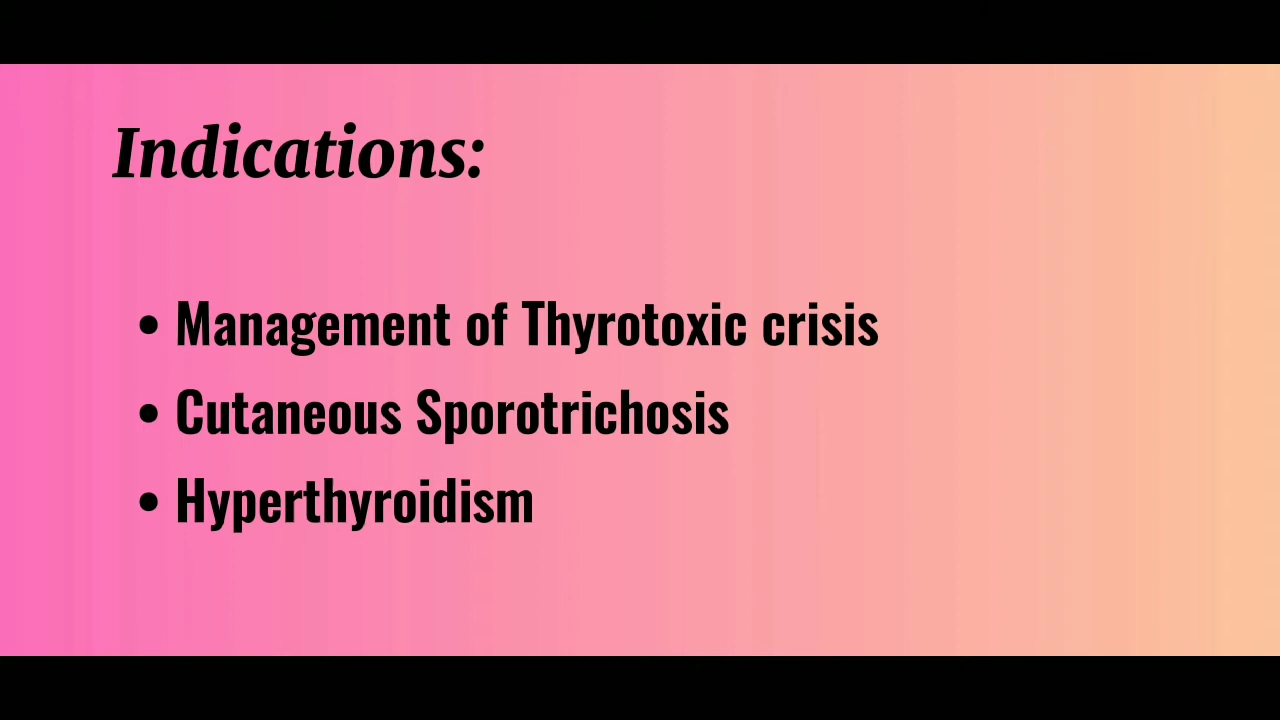 Indications:
• Management of Thyrotoxic crisis
• Cutaneous Sporotrichosis
• Hyperthyroidism